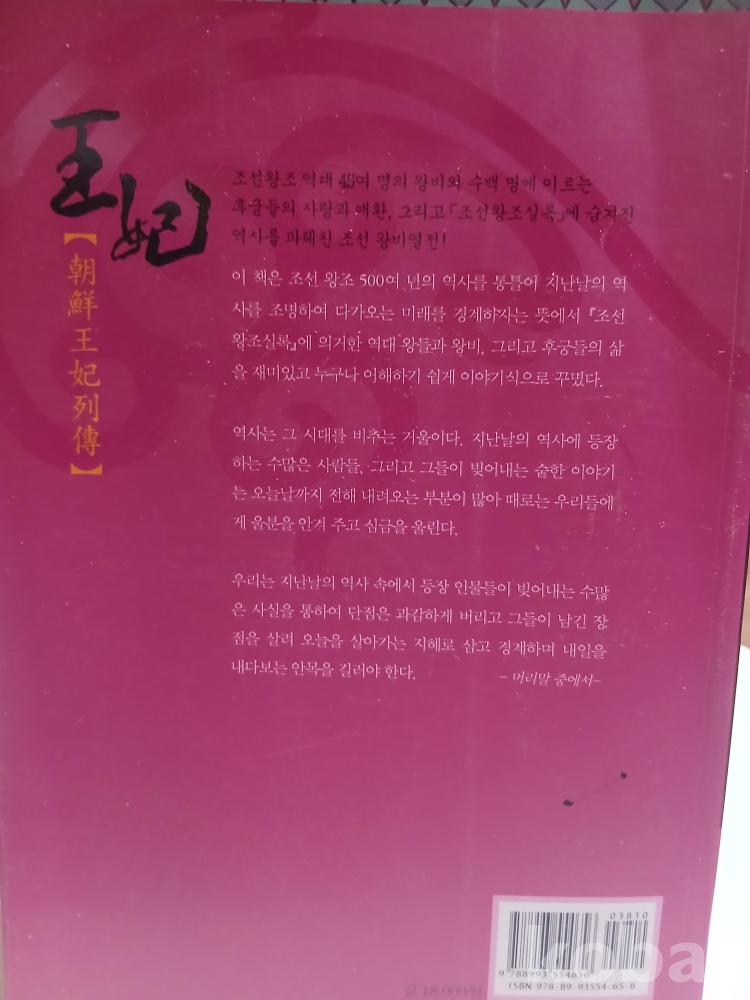 王妃
【朝鮮王妃列傳】
조선왕조 역대 45여 명의 왕비와 수백 명에 이르는
후궁들의 사랑과 애환, 그리고 『조선왕조실록』에 숨겨진
역사를 파헤친 조선 왕비열전!
이 책은 조선 왕조 500여 년의 역사를 통틀어 지난날의 역
사를 조명하여 다가오는 미래를 경계하자는 뜻에서 『조선
왕조실록』에 의거한 역대 왕들과 왕비, 그리고 후궁들의 삶
을 재미있고 누구나 이해하기 쉽게 이야기식으로 꾸몄다.
역사는 그 시대를 비추는 거울이다. 지난날의 역사에 등장
하는 수많은 사람들, 그리고 그들이 빚어내는 숱한 이야기
는 오늘날까지 전해 내려오는 부분이 많아 때로는 우리들에
게 울분을 안겨 주고 심금을 울린다.
우리는 지난날의 역사 속에서 등장 인물들이 빚어내는 수많
은 사실을 통하여 단점은 과감하게 버리고 그들이 남긴 장
점을 살려 오늘을 살아가는 지혜로 삼고 경계하며 내일을
내다보는 안목을 길러야 한다.
- 머리말 중에서-
03810
9 788993 554656
ISBN 978-89-93554-65-6
값 18,000원